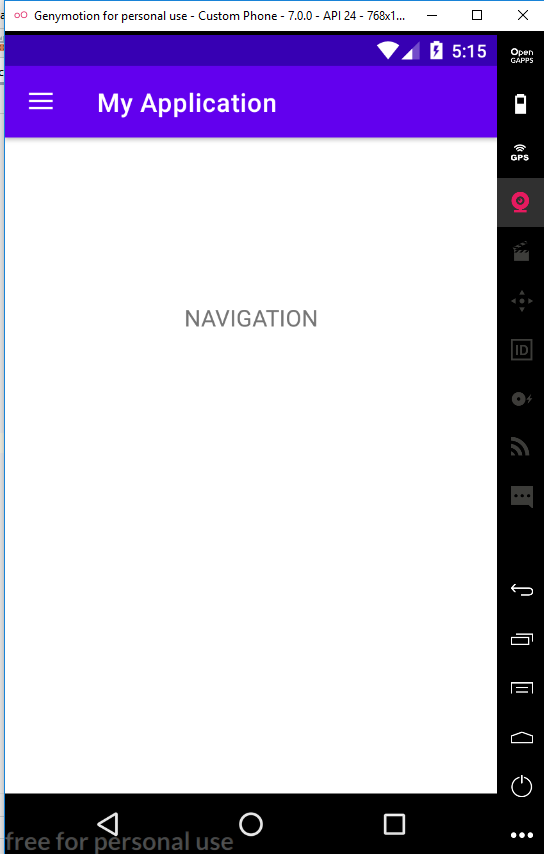 Genymotion for personal use - Custom Phone - 7.0.0 - API 24 - 768x1...
5:15
My Application
NAVIGATION
Open
GAPPS
GPS
ID
free for personal use